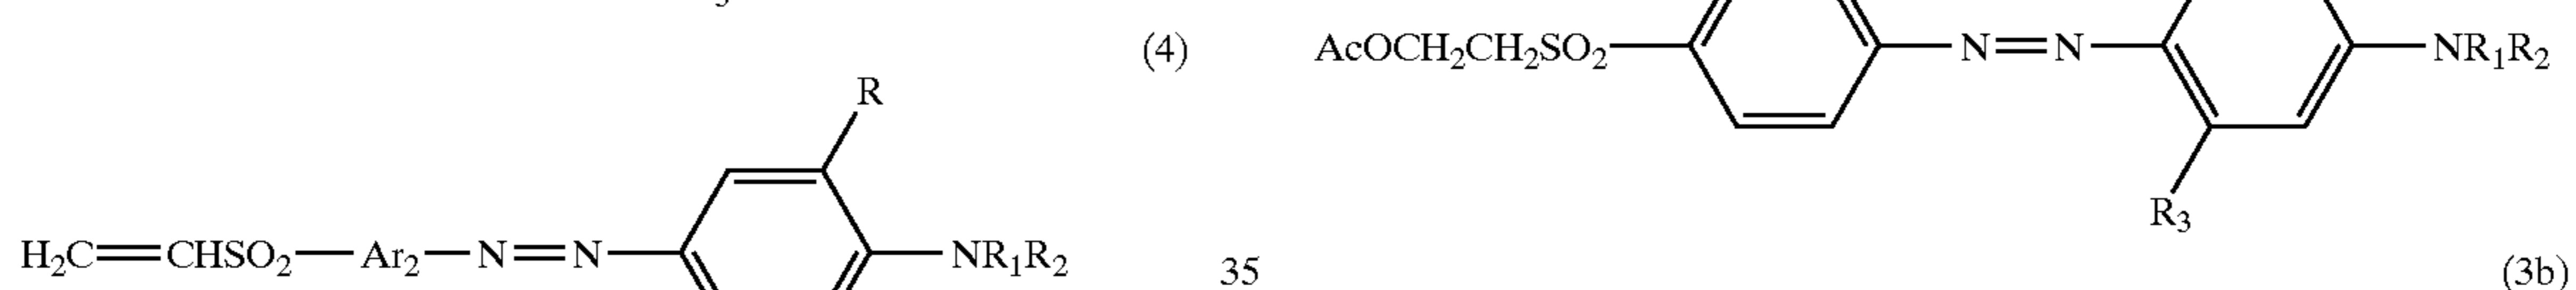 (4)
R
H₂C=CHSO₂—Ar₂—N=N NR₁R₂
35
AcOCH₂CH₂SO₂ N=N NR₁R₂
R₃
(3b)